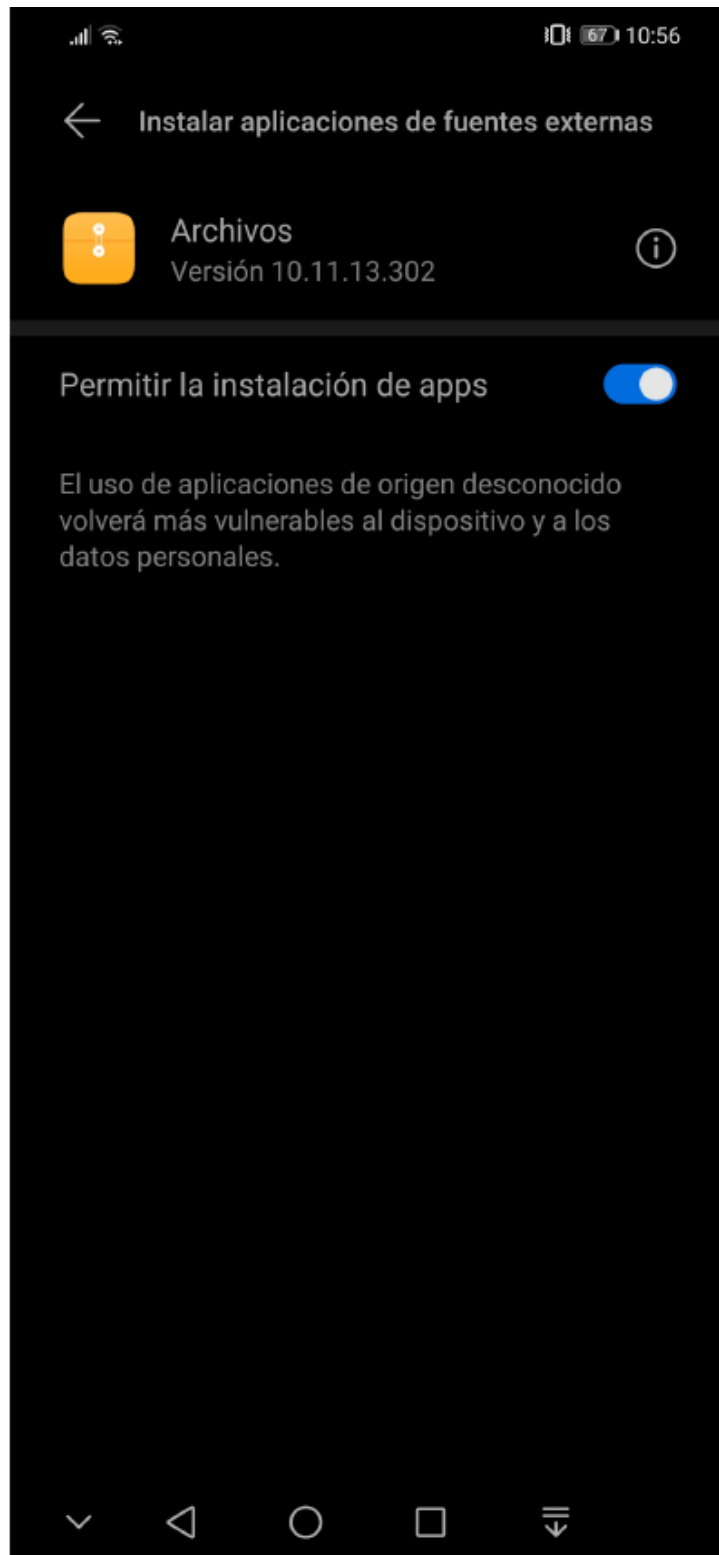 67 10:56
Instalar aplicaciones de fuentes externas
Archivos
Versión 10.11.13.302
Permitir la instalación de apps
El uso de aplicaciones de origen desconocido
volverá más vulnerables al dispositivo y a los
datos personales.